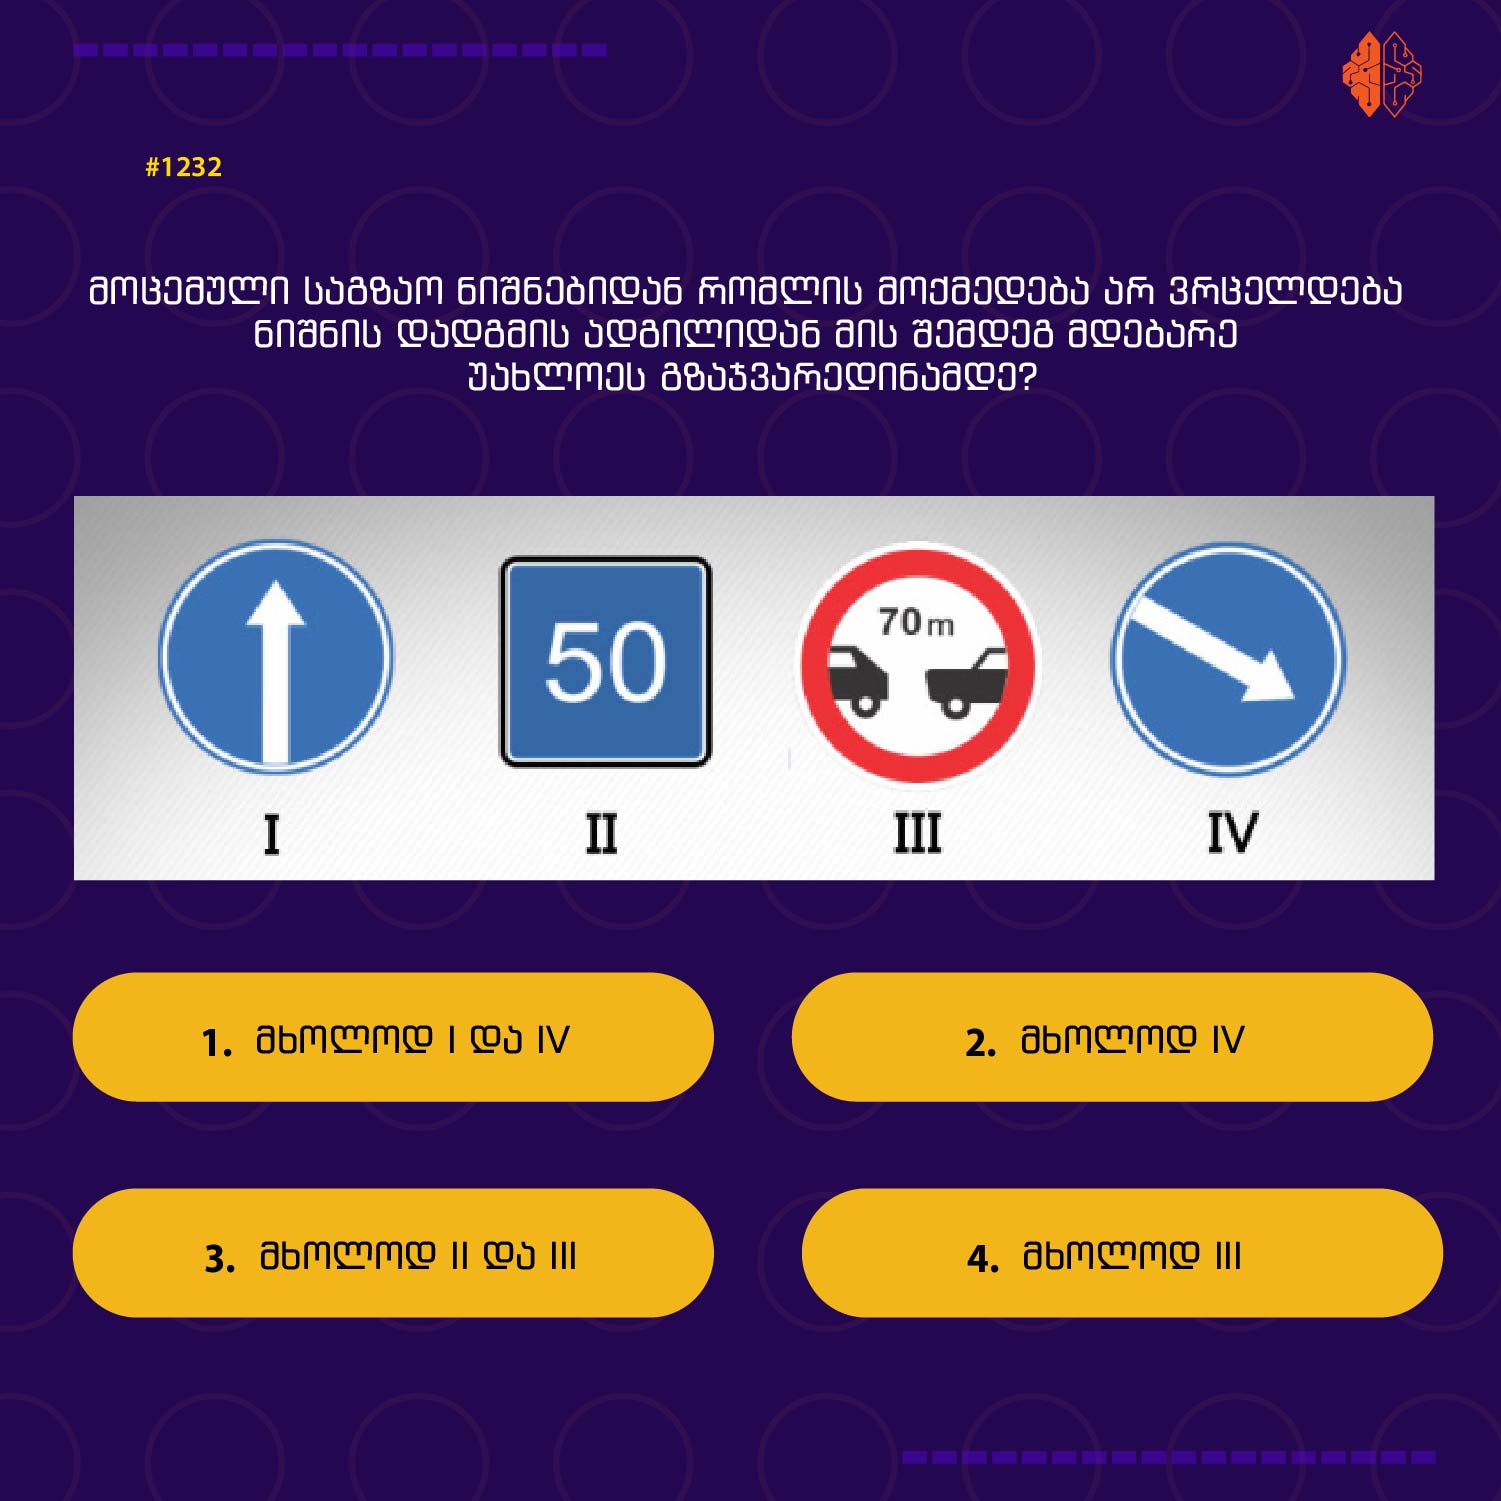 #1232
მოცემული საგზაო ნიშნებიდან რომლის მოქმედება არ ვრცელდება
ნიშნის დადგმის ადგილიდან მის შემდეგ მდებარე
უახლოეს გზაჯვარედინამდე?
50
70 m
I
II
III
IV
1. მხოლოდ I და IV
2. მხოლოდ IV
3. მხოლოდ II და III
4. მხოლოდ III